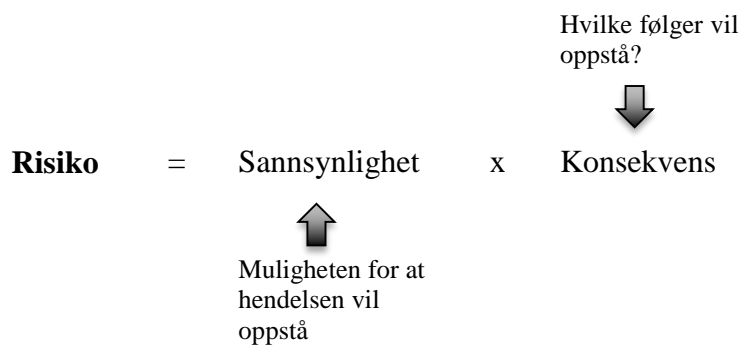 Hvilke følger vil
oppstå?
Risiko = Sannsynlighet x Konsekvens
Muligheten for at
hendelsen vil
oppstå